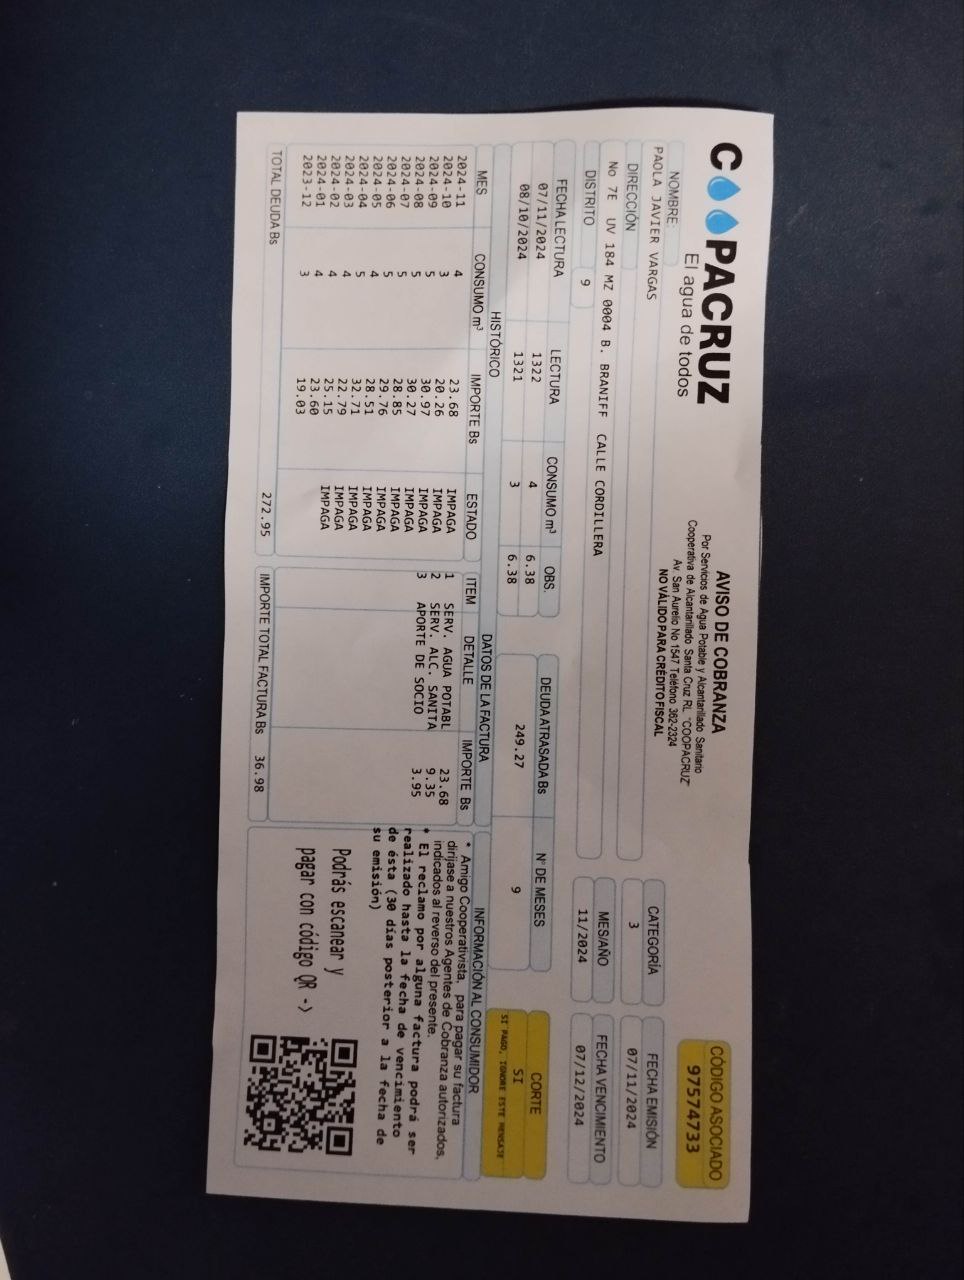 COOPACRUZ
El agua de todos
AVISO DE COBRANZA
Por Servicios de Agua Potable y Alcantarillado Sanitario
Cooperativa de Alcantarillado Santa Cruz RL. "COOPACRUZ"
Av. San Aurelio No 1547 Teléfono 362-2324
NO VÁLIDO PARA CRÉDITO FISCAL
CÓDIGO ASOCIADO
97574733
NOMBRE:
PAOLA JAVIER VARGAS
CATEGORÍA
3
FECHA EMISIÓN
07/11/2024
DIRECCIÓN
No 7E UV 184 MZ 0004 B. BRANIFF CALLE CORDILLERA
MES/AÑO
11/2024
FECHA VENCIMIENTO
07/12/2024
DISTRITO 9
FECHA LECTURA LECTURA CONSUMO m³ OBS.
07/11/2024 1322 4 6.38
08/10/2024 1321 3 6.38
DEUDA ATRASADA Bs N° DE MESES
249.27 9
CORTE
SI
SI PAGO, IGNORE ESTE MENSAJE
HISTÓRICO
MES CONSUMO m³ IMPORTE Bs ESTADO
2024-11 4 23.68 IMPAGA
2024-10 3 20.26 IMPAGA
2024-09 5 30.97 IMPAGA
2024-08 5 30.27 IMPAGA
2024-07 5 28.85 IMPAGA
2024-06 5 29.76 IMPAGA
2024-05 4 28.51 IMPAGA
2024-04 5 32.71 IMPAGA
2024-03 4 22.79 IMPAGA
2024-02 4 25.15 IMPAGA
2024-01 4 23.60
2023-12 3 19.03
TOTAL DEUDA Bs 272.95
DATOS DE LA FACTURA
ITEM DETALLE IMPORTE Bs
1 SERV. AGUA POTABL 23.68
2 SERV. ALC. SANITA 9.35
3 APORTE DE SOCIO 3.95
IMPORTE TOTAL FACTURA Bs 36.98
INFORMACIÓN AL CONSUMIDOR
* Amigo Cooperativista, para pagar su factura
diríjase a nuestros Agentes de Cobranza autorizados,
indicados al reverso del presente.
* El reclamo por alguna factura podrá ser
realizado hasta la fecha de vencimiento
de ésta (30 días posterior a la fecha de
su emisión)
Podrás escanear y
pagar con código QR ->